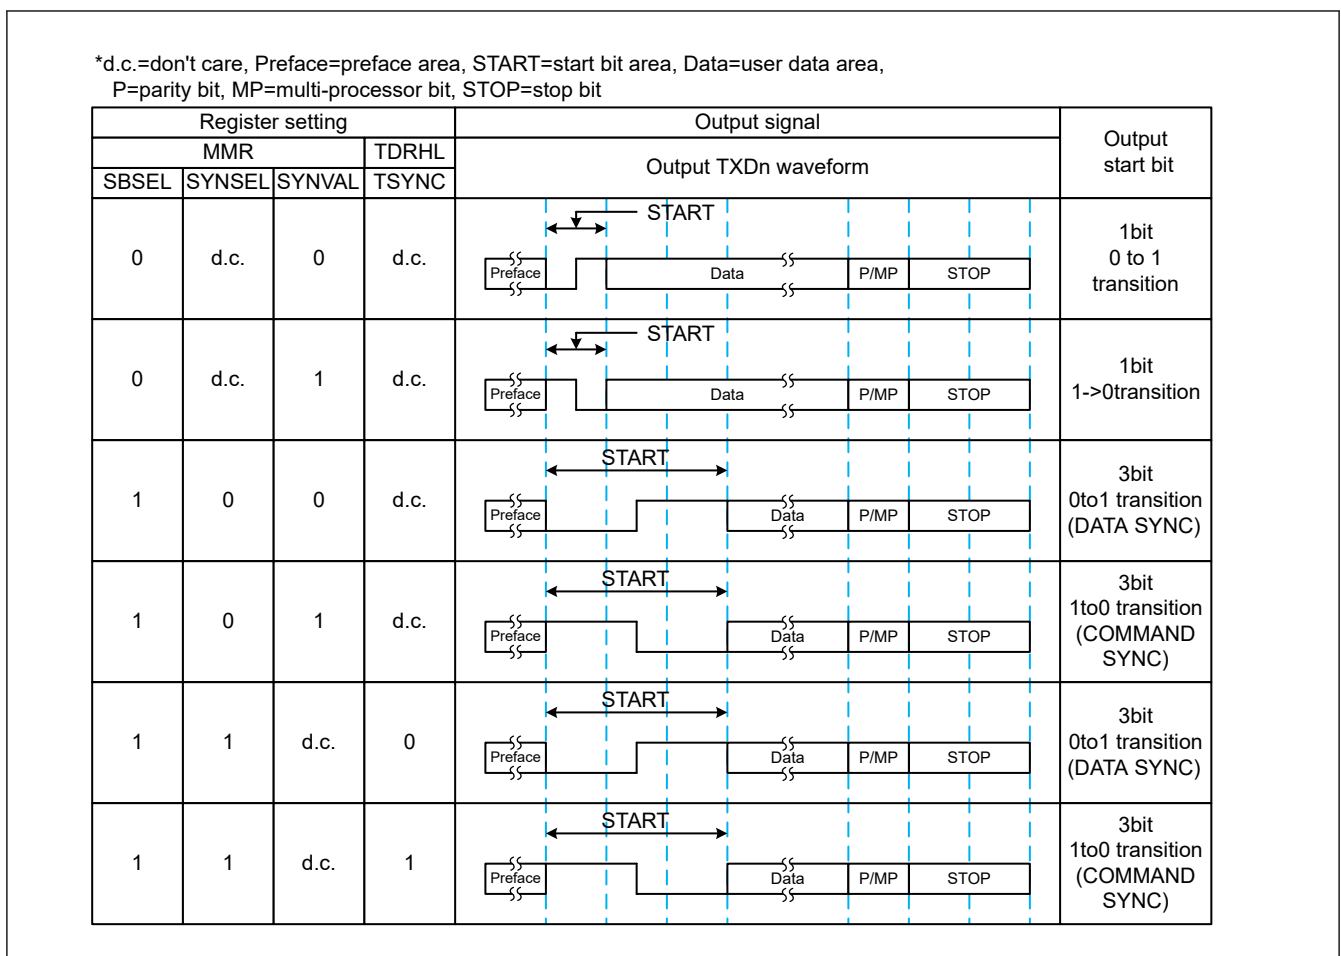 *d.c.=don't care, Preface=preface area, START=start bit area, Data=user data area,
P=parity bit, MP=multi-processor bit, STOP=stop bit
Register setting
Output signal
Output
start bit
MMR
TDRHL
Output TXDn waveform
SBSEL
SYNSEL
SYNVAL
TSYNC
0
d.c.
0
d.c.
START
Preface
Data
P/MP
STOP
1bit
0 to 1
transition
0
d.c.
1
d.c.
START
Preface
Data
P/MP
STOP
1bit
1->0transition
1
0
0
d.c.
START
Preface
Data
P/MP
STOP
3bit
0to1 transition
(DATA SYNC)
1
0
1
d.c.
START
Preface
Data
P/MP
STOP
3bit
1to0 transition
(COMMAND
SYNC)
1
1
d.c.
0
START
Preface
Data
P/MP
STOP
3bit
0to1 transition
(DATA SYNC)
1
1
d.c.
1
START
Preface
Data
P/MP
STOP
3bit
1to0 transition
(COMMAND
SYNC)